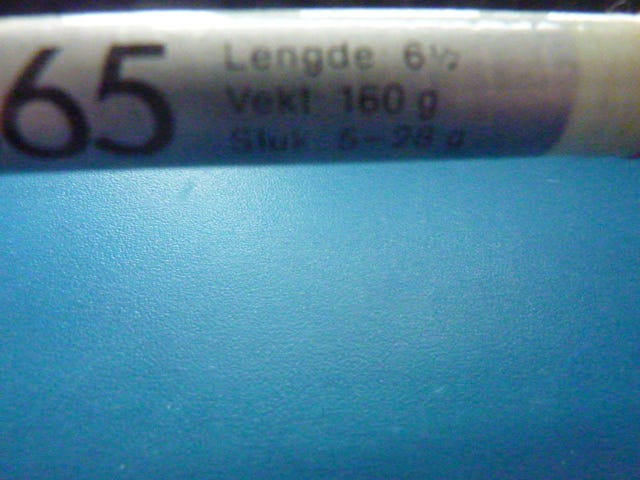 65
Lengde 6½
Vekt 160 g
Sluk 5-28 g